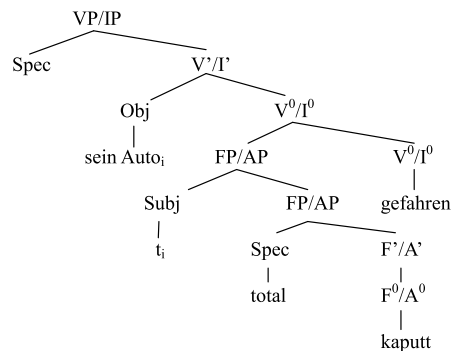 VP/IP
Spec V’/I’
Obj V⁰/I⁰
sein Autoᵢ FP/AP V⁰/I⁰
Subj FP/AP gefahren
tᵢ Spec F’/A’
total F⁰/A⁰
kaputt